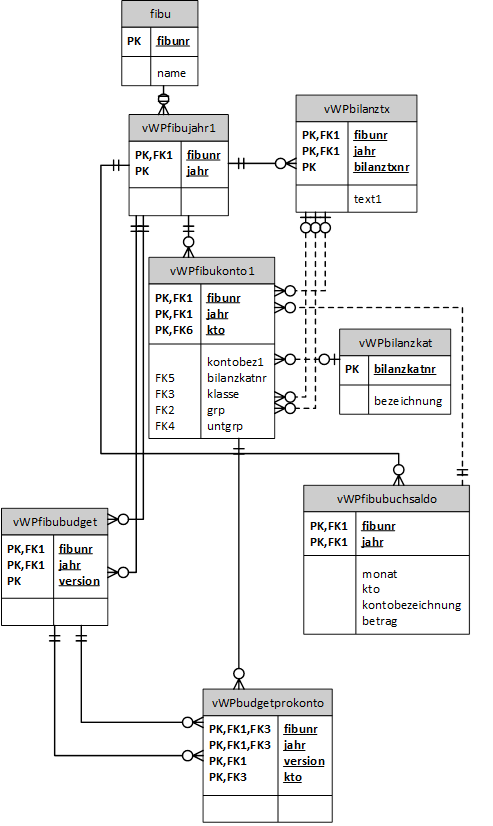 fibu
PK fibunr
name
vWPfibujahr1
PK,FK1 fibunr
PK jahr
vWPbilanztx
PK,FK1 fibunr
PK,FK1 jahr
PK bilanztxnr
text1
vWPfibukonto1
PK,FK1 fibunr
PK,FK1 jahr
PK,FK6 kto
kontobez1
FK5 bilanzkatnr
FK3 klasse
FK2 grp
FK4 untgrp
vWPbilanzkat
PK bilanzkatnr
bezeichnung
vWPfibubuchsaldo
PK,FK1 fibunr
PK,FK1 jahr
monat
kto
kontobezeichnung
betrag
vWPfibubudget
PK,FK1 fibunr
PK,FK1 jahr
PK version
vWPbudgetprokonto
PK,FK1,FK3 fibunr
PK,FK1,FK3 jahr
PK,FK1 version
PK,FK3 kto